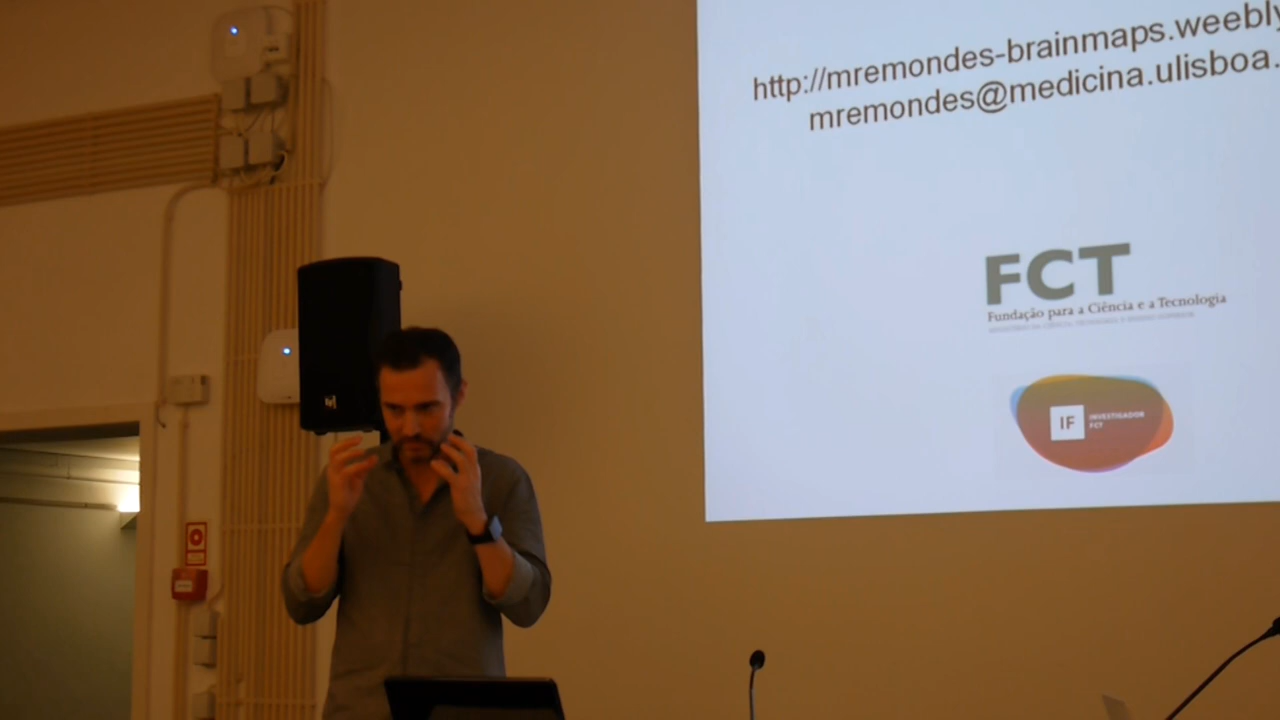 http://mremondes-brainmaps.weebly
mremondes@medicina.ulisboa.
FCT
Fundação para a Ciência e a Tecnologia
IF
INVESTIGADOR
FCT